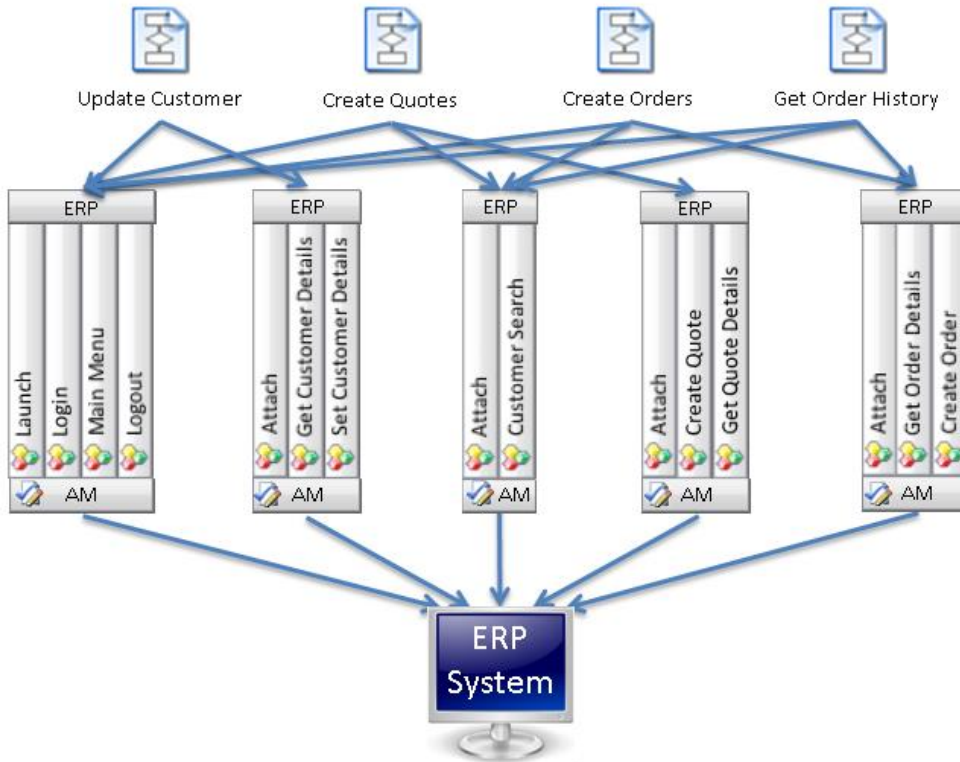 Update Customer
Create Quotes
Create Orders
Get Order History
ERP
ERP
ERP
ERP
ERP
Launch
Login
Main Menu
Logout
Attach
Get Customer Details
Set Customer Details
Attach
Customer Search
Attach
Create Quote
Get Quote Details
Attach
Get Order Details
Create Order
AM
AM
AM
AM
AM
ERP
System